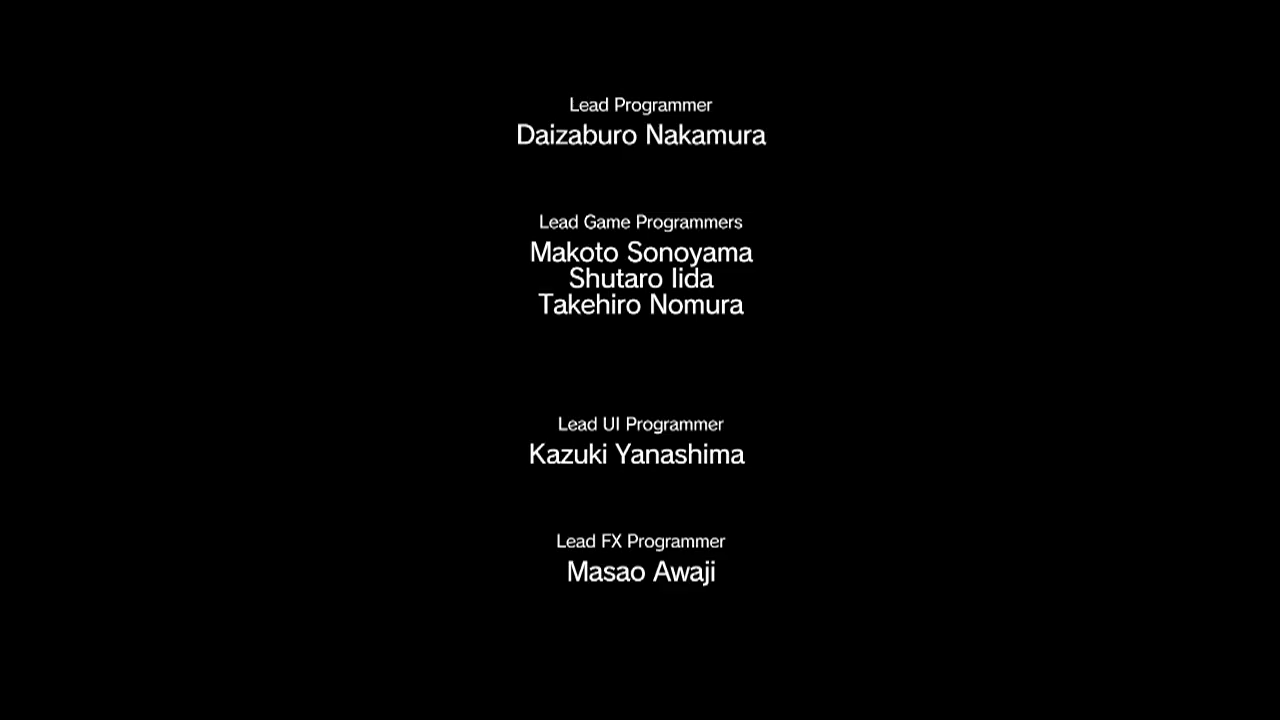 Lead Programmer
Daizaburo Nakamura
Lead Game Programmers
Makoto Sonoyama
Shutaro Iida
Takehiro Nomura
Lead UI Programmer
Kazuki Yanashima
Lead FX Programmer
Masao Awaji